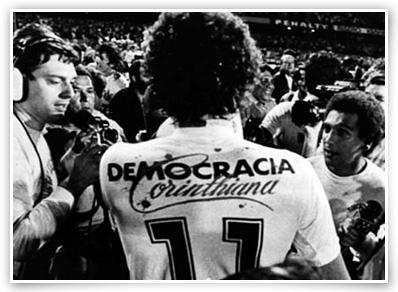 PENALTY
DEMOCRACIA
Corinthiana
11